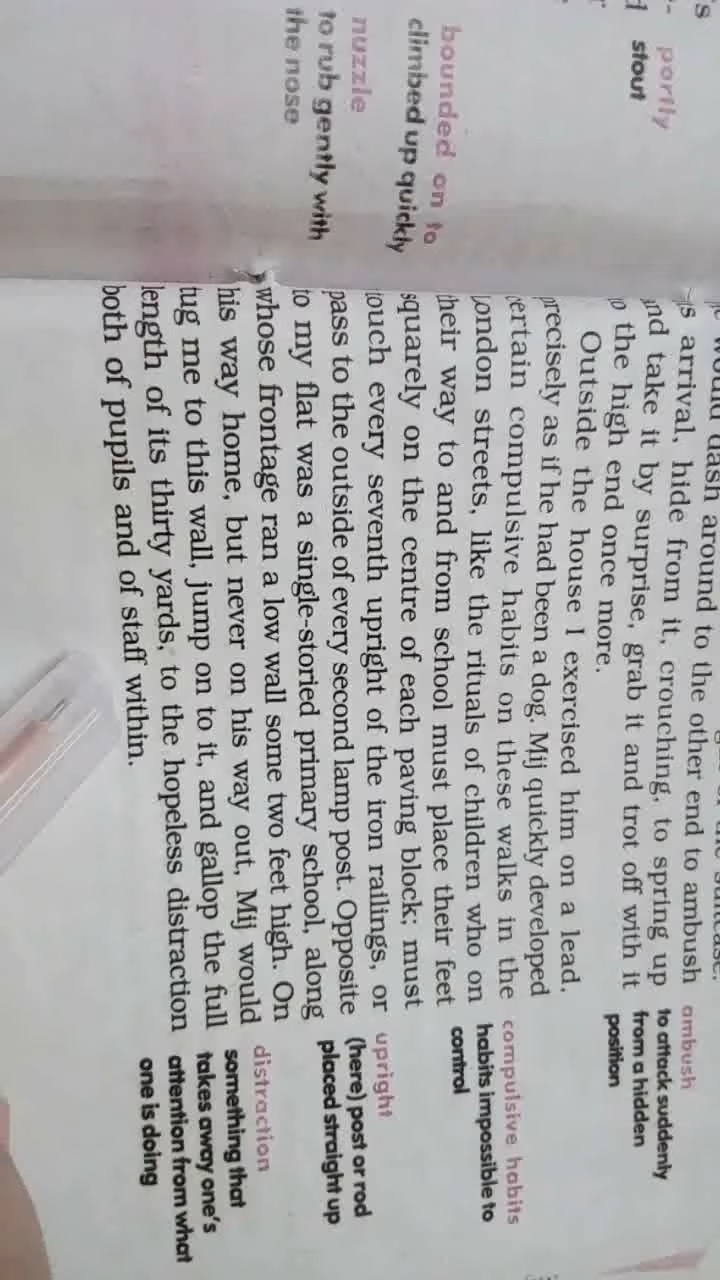 portly
stout
bounded on to
climbed up quickly
nuzzle
to rub gently with
the nose
would dash around to the other end to ambush
s arrival, hide from it, crouching, to spring up
nd take it by surprise, grab it and trot off with it
o the high end once more.
Outside the house I exercised him on a lead,
precisely as if he had been a dog. Mij quickly developed
certain compulsive habits on these walks in the
London streets, like the rituals of children who on
their way to and from school must place their feet
squarely on the centre of each paving block; must
touch every seventh upright of the iron railings, or
pass to the outside of every second lamp post. Opposite
to my flat was a single-storied primary school, along
whose frontage ran a low wall some two feet high. On
his way home, but never on his way out, Mij would
tug me to this wall, jump on to it, and gallop the full
length of its thirty yards, to the hopeless distraction
both of pupils and of staff within.
ambush
to attack suddenly
from a hidden
position
compulsive habits
habits impossible to
control
upright
(here) post or rod
placed straight up
distraction
something that
takes away one's
attention from what
one is doing